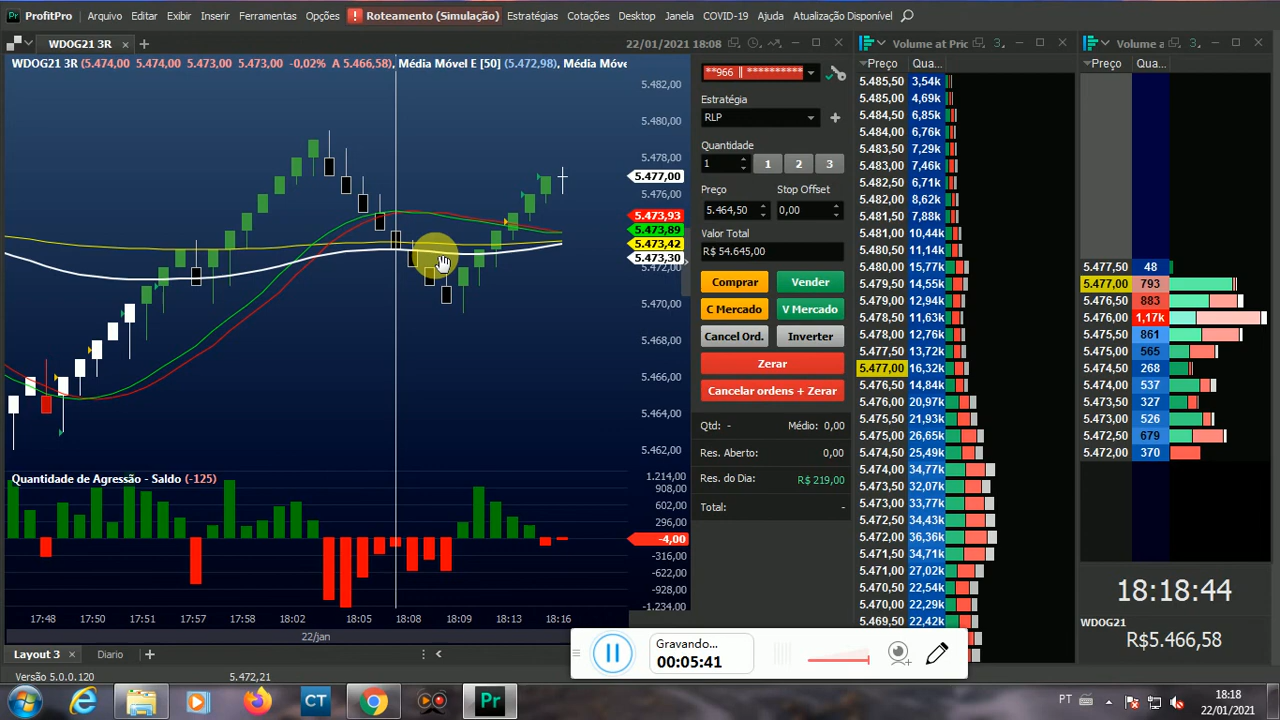 ProfitPro Arquivo Editar Exibir Inserir Ferramentas Opções ! Roteamento (Simulação) Estratégias Cotações Desktop Janela COVID-19 Ajuda Atualização Disponível
WDOG21 3R
22/01/2021 18:08
WDOG21 3R (5.474,00 5.474,00 5.473,00 5.473,00 -0,02% A 5.466,58), Média Móvel E [50] (5.472,98), Média Móve
5.482,00
5.480,00
5.478,00
5.477,00
5.476,00
5.473,93
5.473,89
5.473,42
5.473,30
5.472,00
5.470,00
5.468,00
5.466,00
5.464,00
5.462,00
Quantidade de Agressão - Saldo (-125)
1.214,00
908,00
602,00
296,00
-4,00
-316,00
-622,00
-928,00
-1.234,00
17:48 17:50 17:52 17:57 17:58 18:02 18:05 18:08 18:09 18:13 18:16
22/jan
Layout 3 Diario
Versão 5.0.0.120
5.472,21
**966 || **********
Estratégia
RLP
Quantidade
1 1 2 3
Preço Stop Offset
5.464,50 0,00
Valor Total
R$ 54.645,00
Comprar Vender
C Mercado V Mercado
Cancel Ord. Inverter
Zerar
Cancelar ordens + Zerar
Qtd: - Médio: 0,00
Res. Aberto: 0,00
Res. do Dia: R$ 219,00
Total: -
Volume at Pric 3.
Preço Qua...
5.485,50 3,54k
5.485,00 4,69k
5.484,50 6,85k
5.484,00 7,15k
5.483,50 7,29k
5.483,00 7,46k
5.482,50 6,71k
5.482,00 8,62k
5.481,50 7,88k
5.481,00 10,44k
5.480,50 11,14k
5.480,00 15,77k
5.479,50 14,55k
5.479,00 12,94k
5.478,50 11,63k
5.478,00 12,76k
5.477,50 13,72k
5.477,00 16,32k
5.476,50 14,84k
5.476,00 20,97k
5.475,50 21,93k
5.475,00 26,65k
5.474,50 25,49k
5.474,00 34,77k
5.473,50 32,07k
5.473,00 33,77k
5.472,50 34,43k
5.472,00 36,36k
5.471,50 34,71k
5.471,00 27,02k
5.470,50 22,54k
5.470,00 22,29k
5.469,50 22,42k
Volume a 3.
Preço Qua...
5.477,50 48
5.477,00 793
5.476,50 883
5.476,00 1,17k
5.475,50 861
5.475,00 565
5.474,50 268
5.474,00 537
5.473,50 327
5.473,00 526
5.472,50 679
5.472,00 370
18:18:44
WDOG21
R$5.466,58
Gravando...
00:05:41
CT
Pr
PT
18:18
22/01/2021